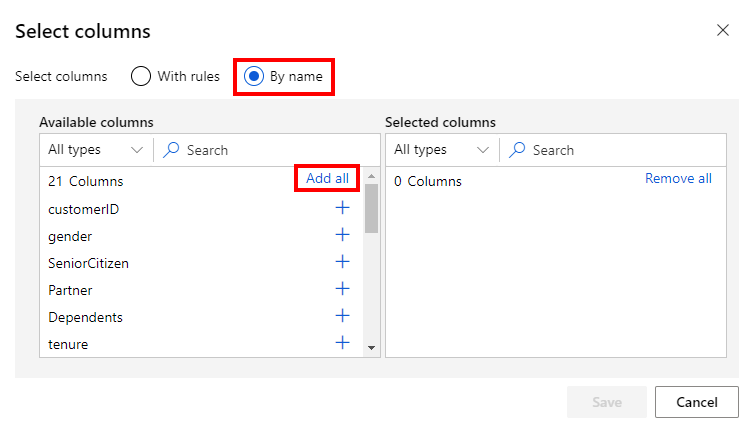 Select columns
Select columns With rules By name
Available columns Selected columns
All types Search All types Search
21 Columns Add all 0 Columns Remove all
customerID
gender
SeniorCitizen
Partner
Dependents
tenure
Save Cancel